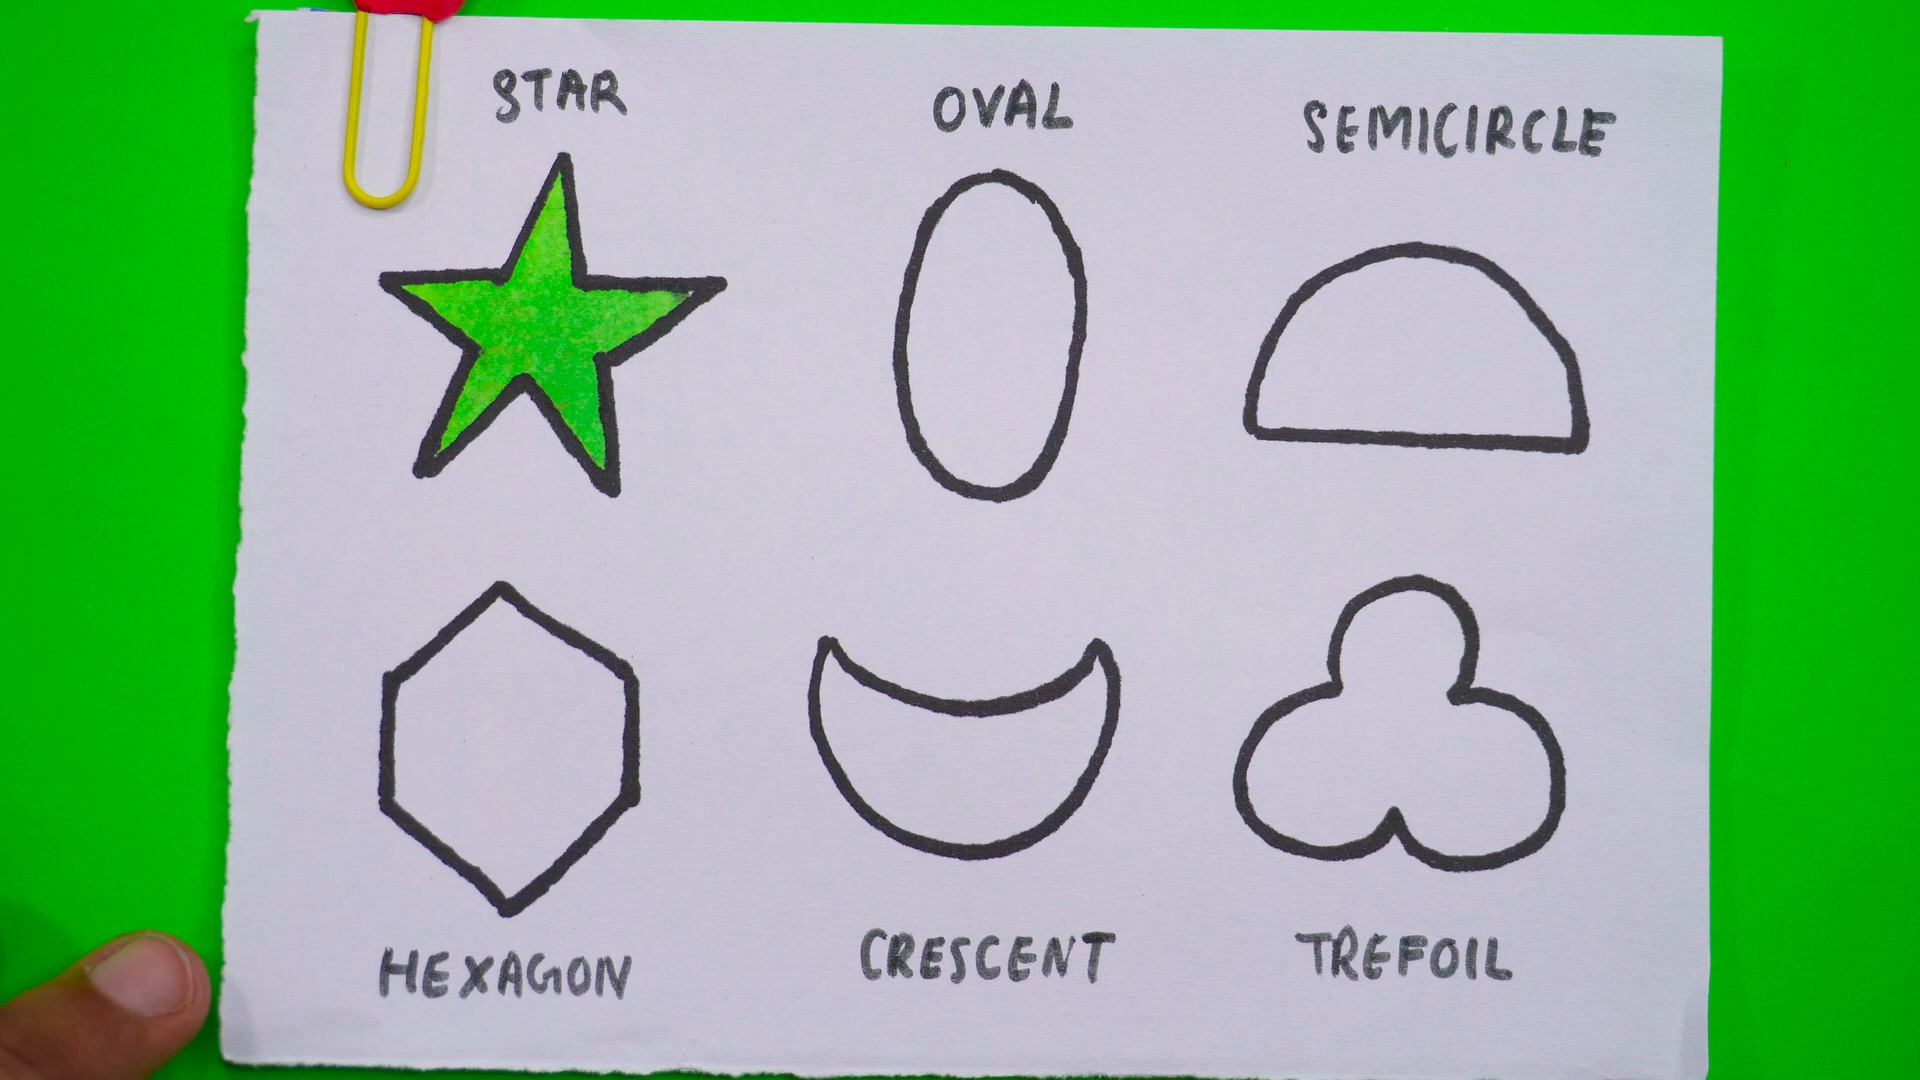 STAR
OVAL
SEMICIRCLE
HEXAGON
CRESCENT
TREFOIL